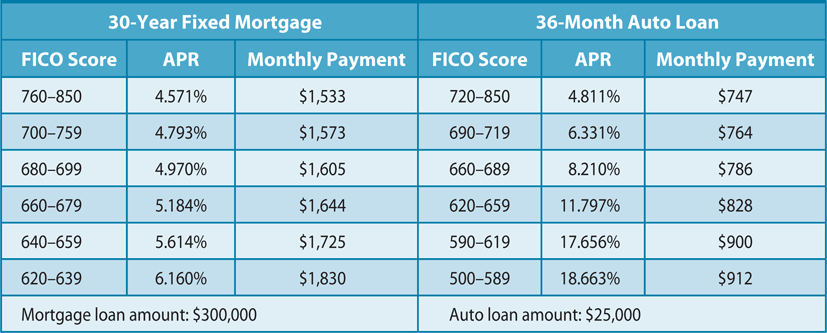 30-Year Fixed Mortgage 36-Month Auto Loan
FICO Score APR Monthly Payment FICO Score APR Monthly Payment
760–850 4.571% $1,533 720–850 4.811% $747
700–759 4.793% $1,573 690–719 6.331% $764
680–699 4.970% $1,605 660–689 8.210% $786
660–679 5.184% $1,644 620–659 11.797% $828
640–659 5.614% $1,725 590–619 17.656% $900
620–639 6.160% $1,830 500–589 18.663% $912
Mortgage loan amount: $300,000 Auto loan amount: $25,000